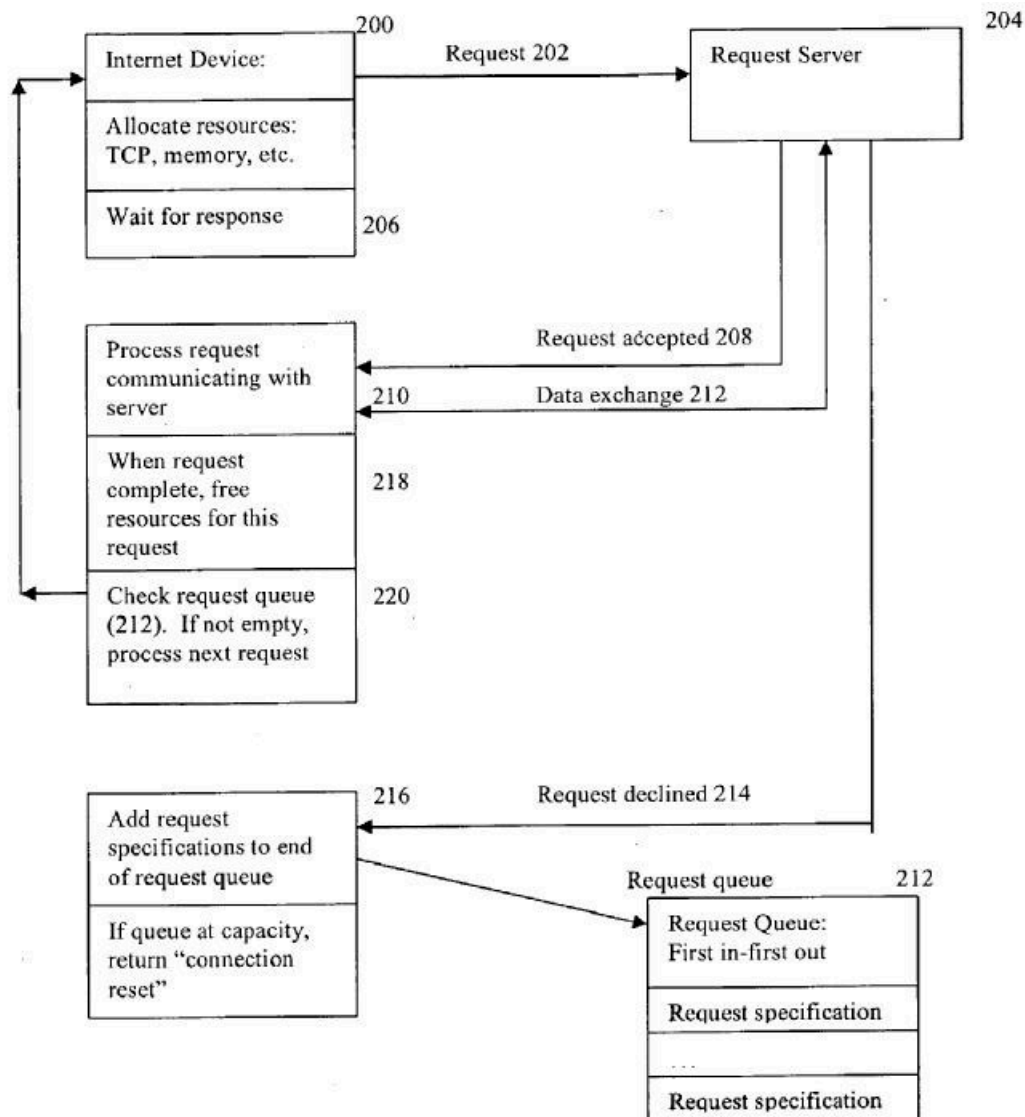 200
204
Internet Device:
Request 202
Request Server
Allocate resources:
TCP, memory, etc.
Wait for response
206
Request accepted 208
Process request
communicating with
server
210
Data exchange 212
When request
complete, free
resources for this
request
218
Check request queue
(212). If not empty,
process next request
220
216
Request declined 214
Add request
specifications to end
of request queue
If queue at capacity,
return "connection
reset"
Request queue
212
Request Queue:
First in-first out
Request specification
...
Request specification